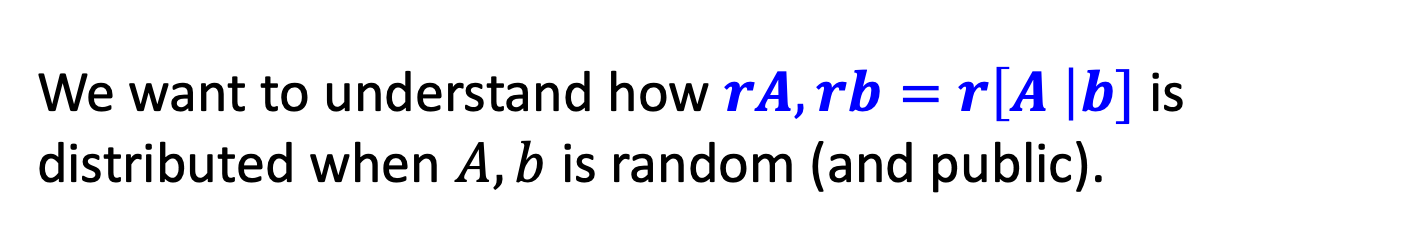 We want to understand how rA, rb = r[A |b] is
distributed when A, b is random (and public).